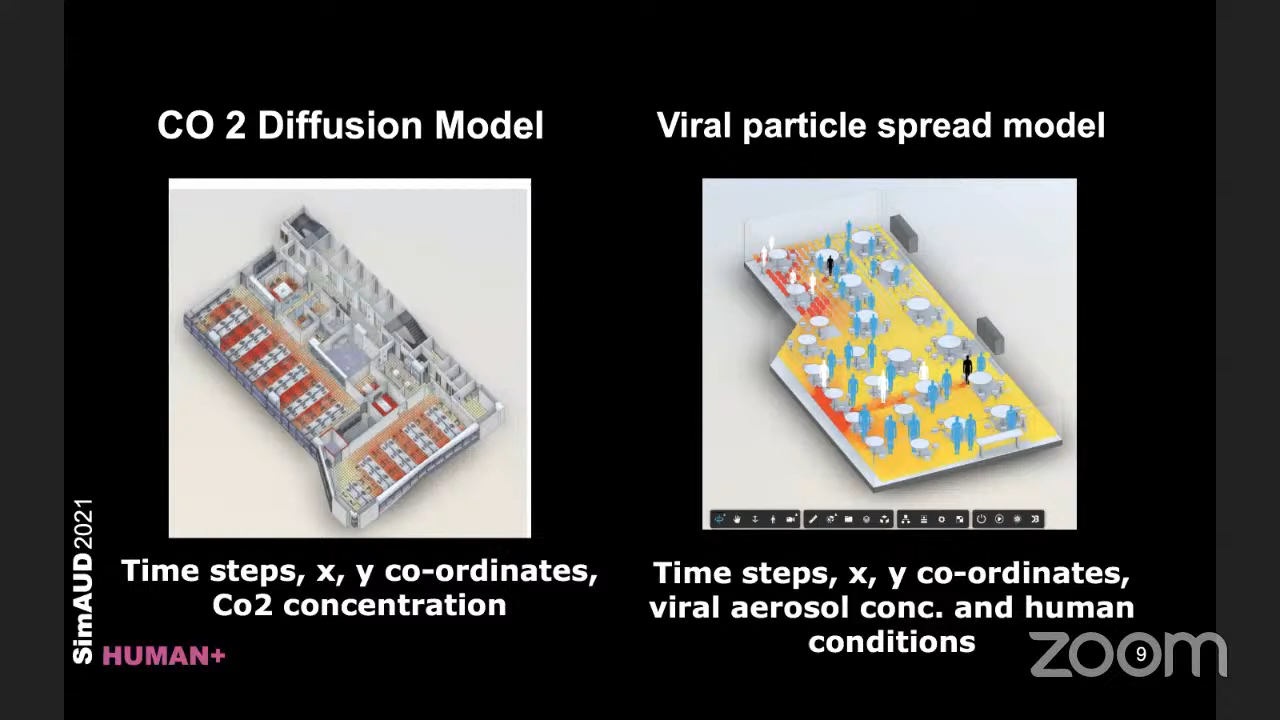 CO 2 Diffusion Model
Viral particle spread model
Time steps, x, y co-ordinates,
Co2 concentration
Time steps, x, y co-ordinates,
viral aerosol conc. and human
conditions
SimAUD2021
HUMAN+
9
zoom